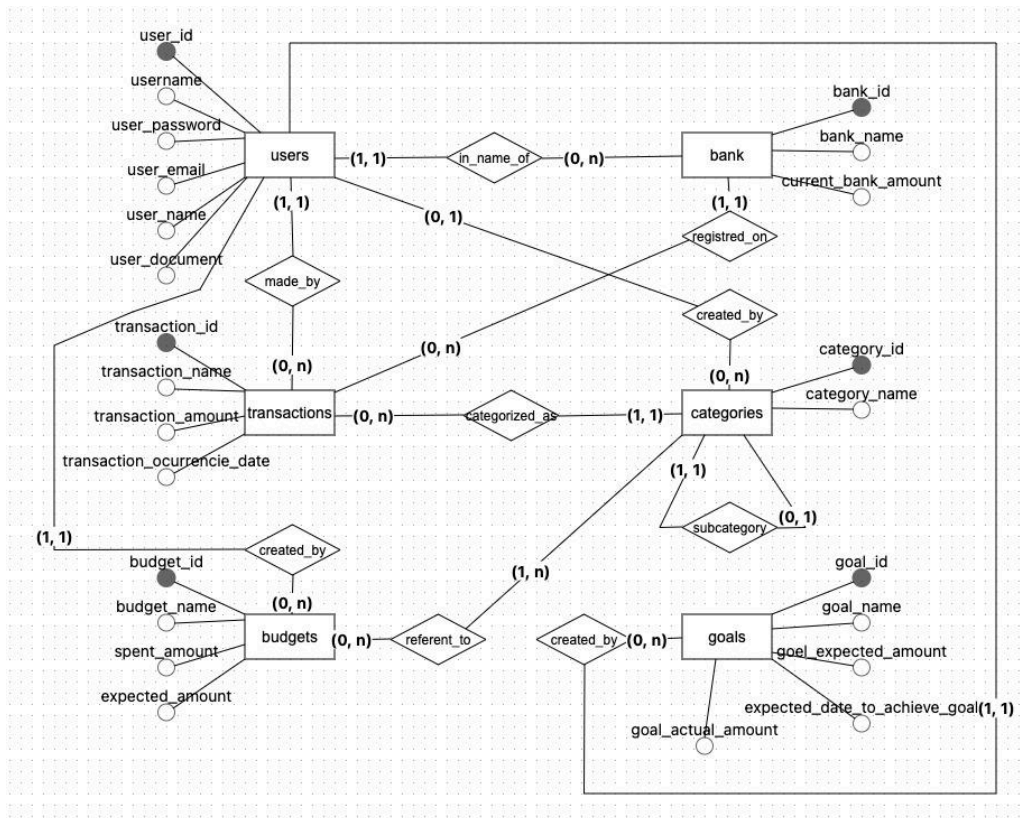 user_id
username
user_password
user_email
user_name
user_document
users
(1, 1)
in_name_of
(0, n)
bank
bank_id
bank_name
current_bank_amount
(1, 1)
(0, 1)
(1, 1)
registred_on
made_by
created_by
transaction_id
transaction_name
transaction_amount
transaction_ocurrencie_date
(0, n)
(0, n)
(0, n)
transactions
(0, n)
categorized_as
(1, 1)
categories
category_id
category_name
(1, 1)
subcategory
(0, 1)
(1, 1)
created_by
(0, n)
(1, n)
budget_id
budget_name
spent_amount
expected_amount
budgets
(0, n)
referent_to
created_by
(0, n)
goals
goal_id
goal_name
goel_expected_amount
expected_date_to_achieve_goal
(1, 1)
goal_actual_amount